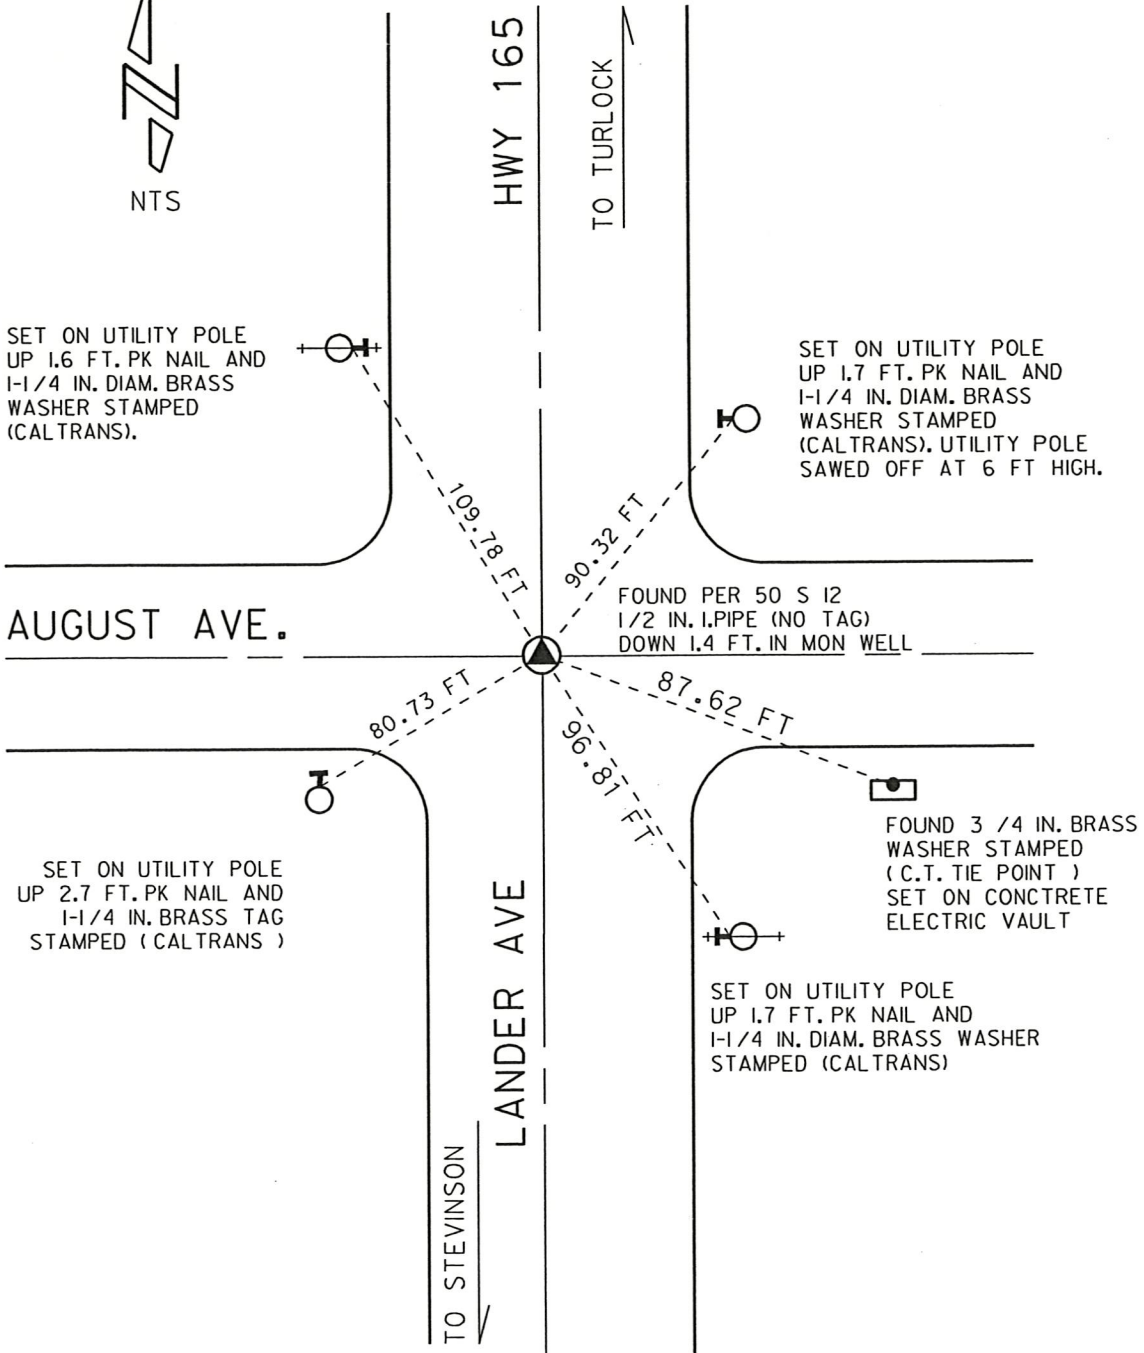 HWY 165
TO TURLOCK
NTS
SET ON UTILITY POLE
UP 1.6 FT. PK NAIL AND
1-1/4 IN. DIAM. BRASS
WASHER STAMPED
(CALTRANS).
SET ON UTILITY POLE
UP 1.7 FT. PK NAIL AND
1-1/4 IN. DIAM. BRASS
WASHER STAMPED
(CALTRANS). UTILITY POLE
SAWED OFF AT 6 FT HIGH.
109.78 FT
90.32 FT
AUGUST AVE.
FOUND PER 50 S 12
1/2 IN. I.PIPE (NO TAG)
DOWN 1.4 FT. IN MON WELL
80.73 FT
87.62 FT
96.81 FT
FOUND 3 /4 IN. BRASS
WASHER STAMPED
( C.T. TIE POINT )
SET ON CONCTRETE
ELECTRIC VAULT
SET ON UTILITY POLE
UP 2.7 FT. PK NAIL AND
1-1/4 IN. BRASS TAG
STAMPED ( CALTRANS )
SET ON UTILITY POLE
UP 1.7 FT. PK NAIL AND
1-1/4 IN. DIAM. BRASS WASHER
STAMPED (CALTRANS)
LANDER AVE
TO STEVINSON